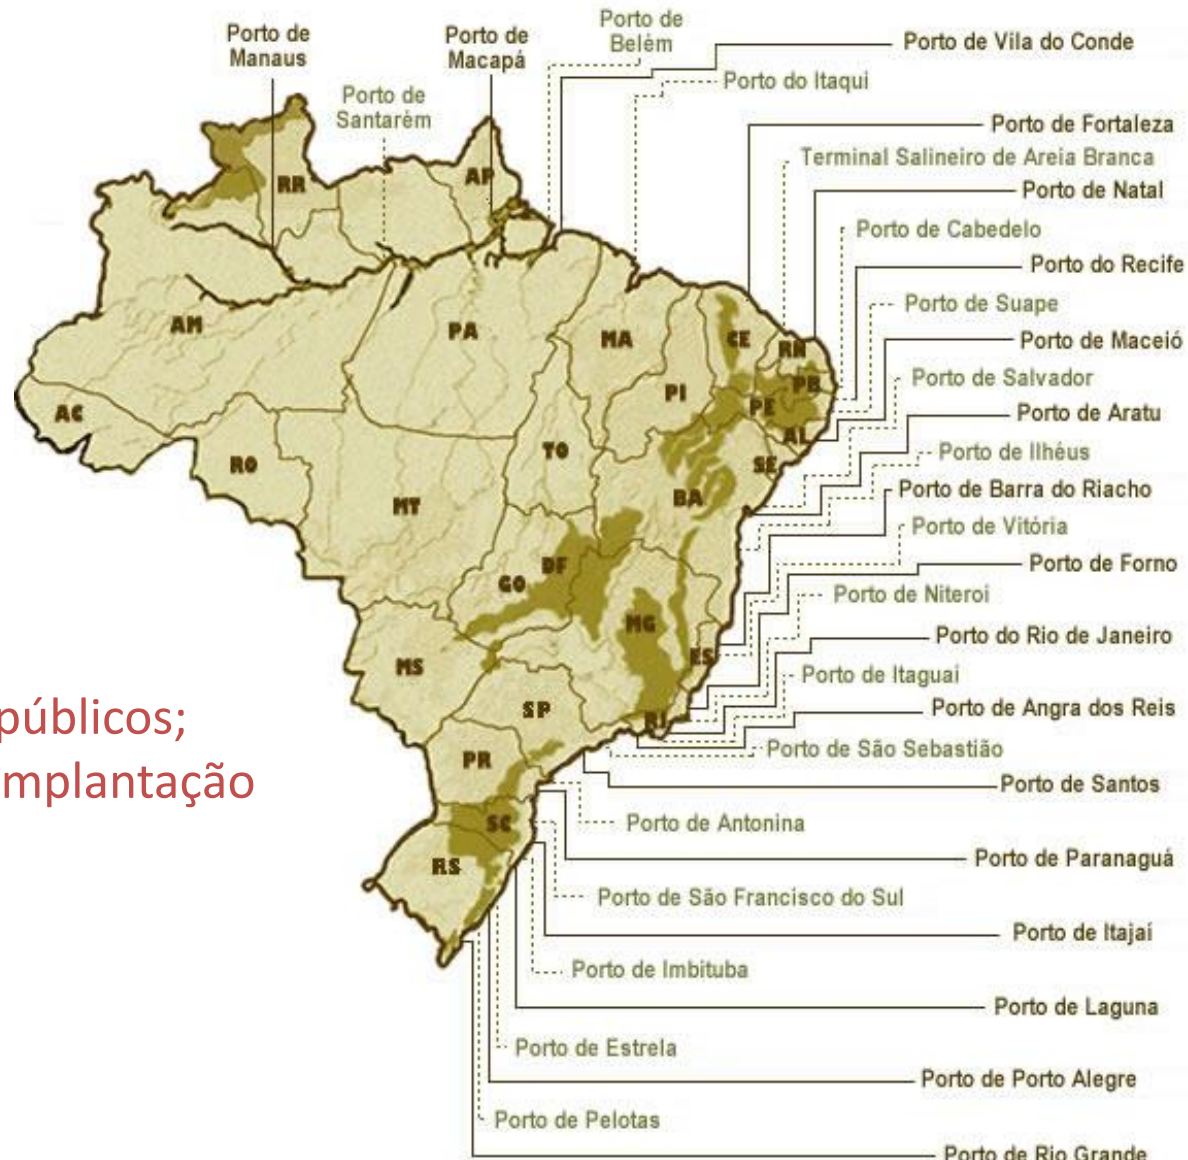 Porto de
Manaus
Porto de
Santarém
Porto de
Macapá
Porto de
Belém
Porto de Vila do Conde
Porto do Itaqui
Porto de Fortaleza
Terminal Salineiro de Areia Branca
Porto de Natal
Porto de Cabedelo
Porto do Recife
Porto de Suape
Porto de Maceió
Porto de Salvador
Porto de Aratu
Porto de Ilhéus
Porto de Barra do Riacho
Porto de Vitória
Porto de Forno
Porto de Niteroi
Porto do Rio de Janeiro
Porto de Itaguai
Porto de Angra dos Reis
Porto de São Sebastião
Porto de Santos
Porto de Antonina
Porto de Paranaguá
Porto de São Francisco do Sul
Porto de Itajaí
Porto de Imbituba
Porto de Laguna
Porto de Estrela
Porto de Porto Alegre
Porto de Pelotas
Porto de Rio Grande
RR
AP
AM
PA
MA
CE
RN
PB
PI
PE
AL
AC
RO
TO
SE
MT
BA
DF
GO
MG
MS
ES
SP
RJ
PR
SC
RS
públicos;
mplantação